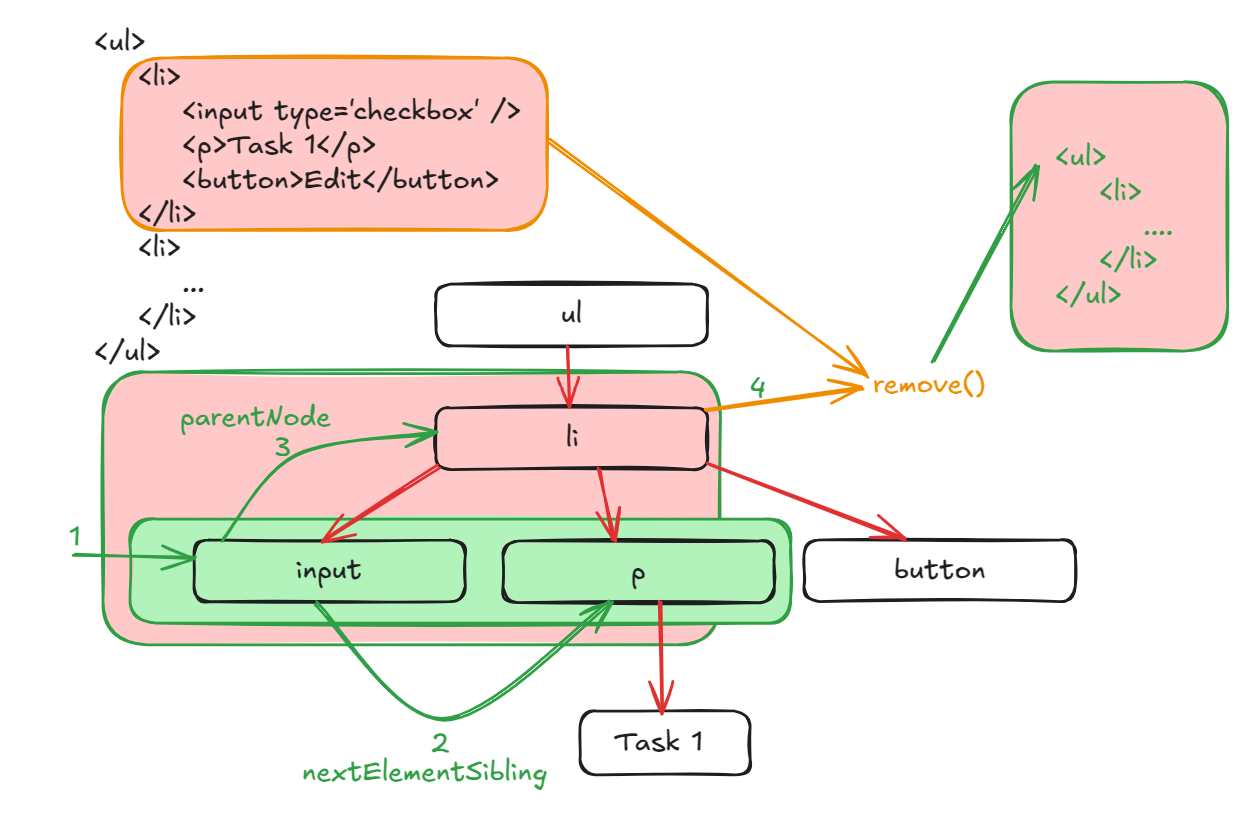 <ul>
<li>
<input type='checkbox' />
<p>Task 1</p>
<button>Edit</button>
</li>
<li>
...
</li>
</ul>
<ul>
<li>
....
</li>
</ul>
ul
4
remove()
parentNode
3
li
1
input
p
button
2
nextElementSibling
Task 1